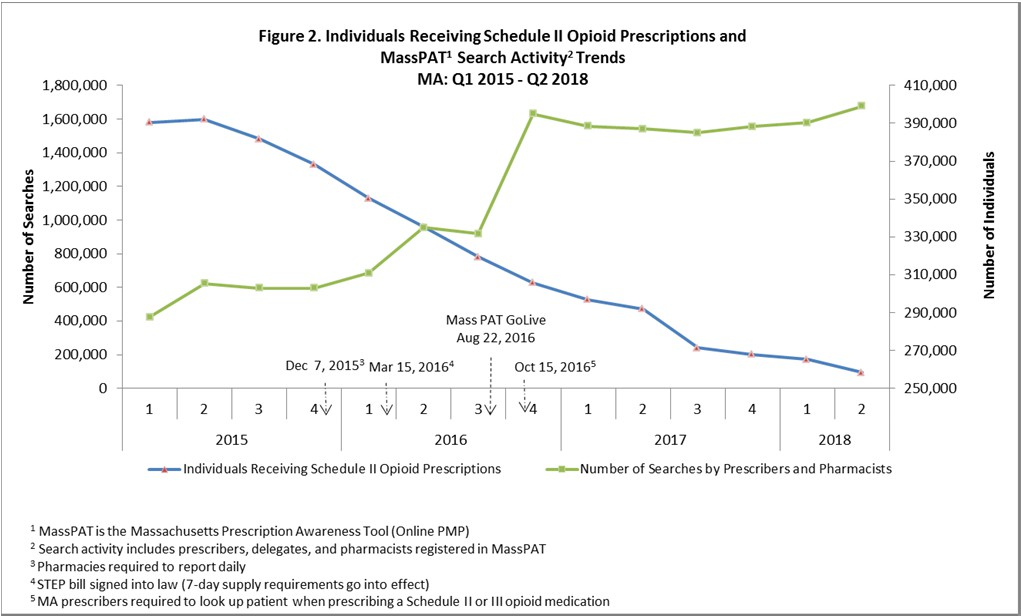 Figure 2. Individuals Receiving Schedule II Opioid Prescriptions and
MassPAT¹ Search Activity² Trends
MA: Q1 2015 - Q2 2018
Number of Searches
1,800,000
1,600,000
1,400,000
1,200,000
1,000,000
800,000
600,000
400,000
200,000
0
410,000
390,000
370,000
350,000
330,000
310,000
290,000
270,000
250,000
Number of Individuals
Mass PAT GoLive
Aug 22, 2016
Dec 7, 2015³ Mar 15, 2016⁴ Oct 15, 2016⁵
1 2 3 4 1 2 3 4 1 2 3 4 1 2
2015 2016 2017 2018
Individuals Receiving Schedule II Opioid Prescriptions Number of Searches by Prescribers and Pharmacists
¹ MassPAT is the Massachusetts Prescription Awareness Tool (Online PMP)
² Search activity includes prescribers, delegates, and pharmacists registered in MassPAT
³ Pharmacies required to report daily
⁴ STEP bill signed into law (7-day supply requirements go into effect)
⁵ MA prescribers required to look up patient when prescribing a Schedule II or III opioid medication